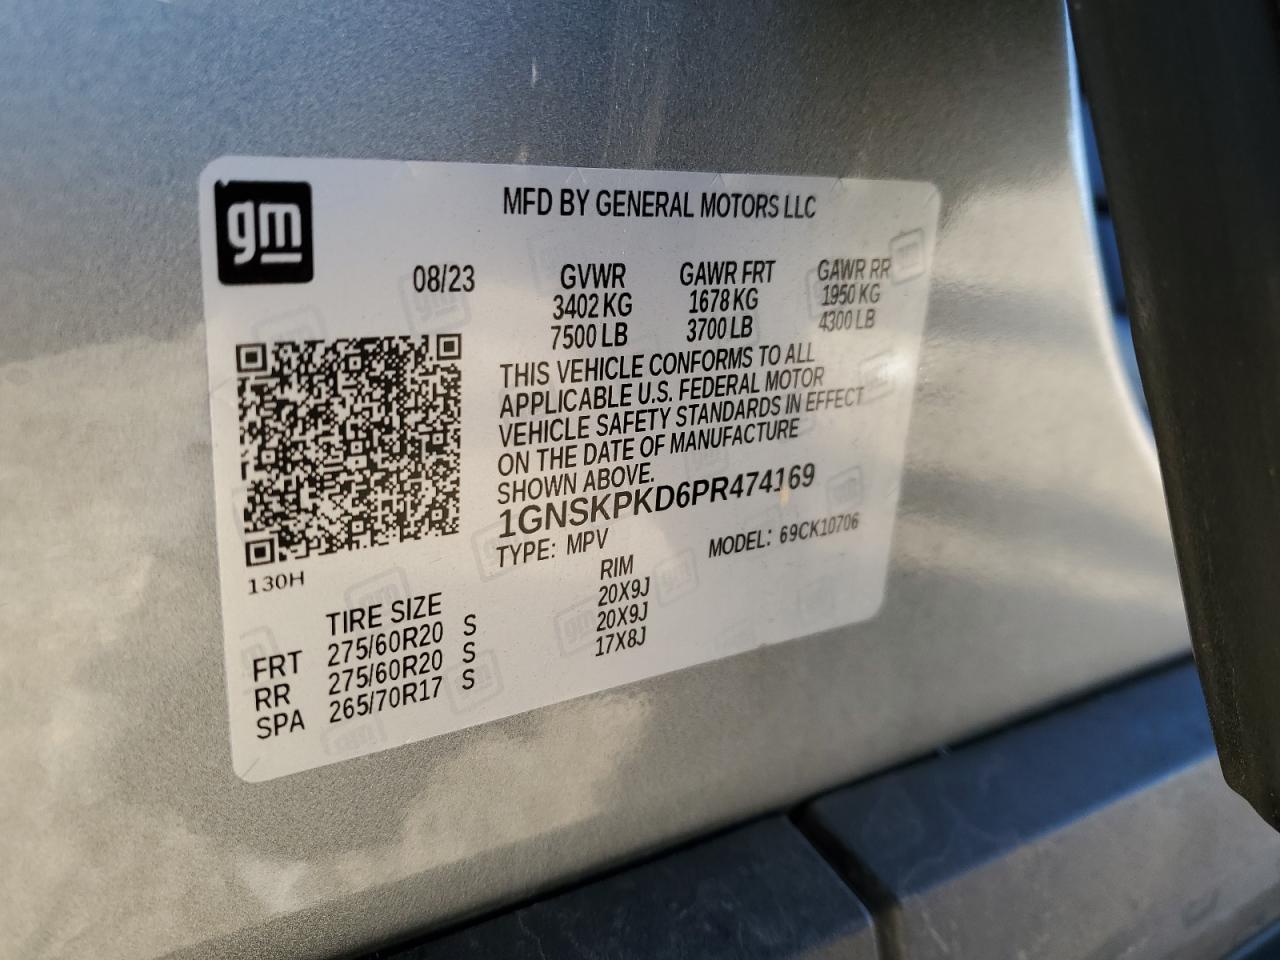 gm
MFD BY GENERAL MOTORS LLC
08/23 GVWR GAWR FRT GAWR RR
3402 KG 1678 KG 1950 KG
7500 LB 3700 LB 4300 LB
THIS VEHICLE CONFORMS TO ALL
APPLICABLE U.S. FEDERAL MOTOR
VEHICLE SAFETY STANDARDS IN EFFECT
ON THE DATE OF MANUFACTURE
SHOWN ABOVE.
1GNSKPKD6PR474169
TYPE: MPV MODEL: 69CK10706
130H
TIRE SIZE RIM
FRT 275/60R20 S 20X9J
RR 275/60R20 S 20X9J
SPA 265/70R17 S 17X8J